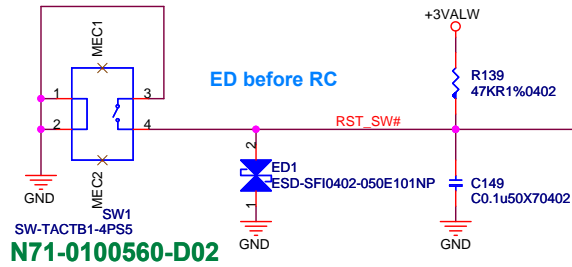 +3VALW
MEC1
ED before RC
R139
47KR1%0402
1
3
2
4
RST_SW#
2
ED1
ESD-SFI0402-050E101NP
1
C149
C0.1u50X70402
GND
MEC2
SW1
GND
GND
SW-TACTB1-4PS5
N71-0100560-D02